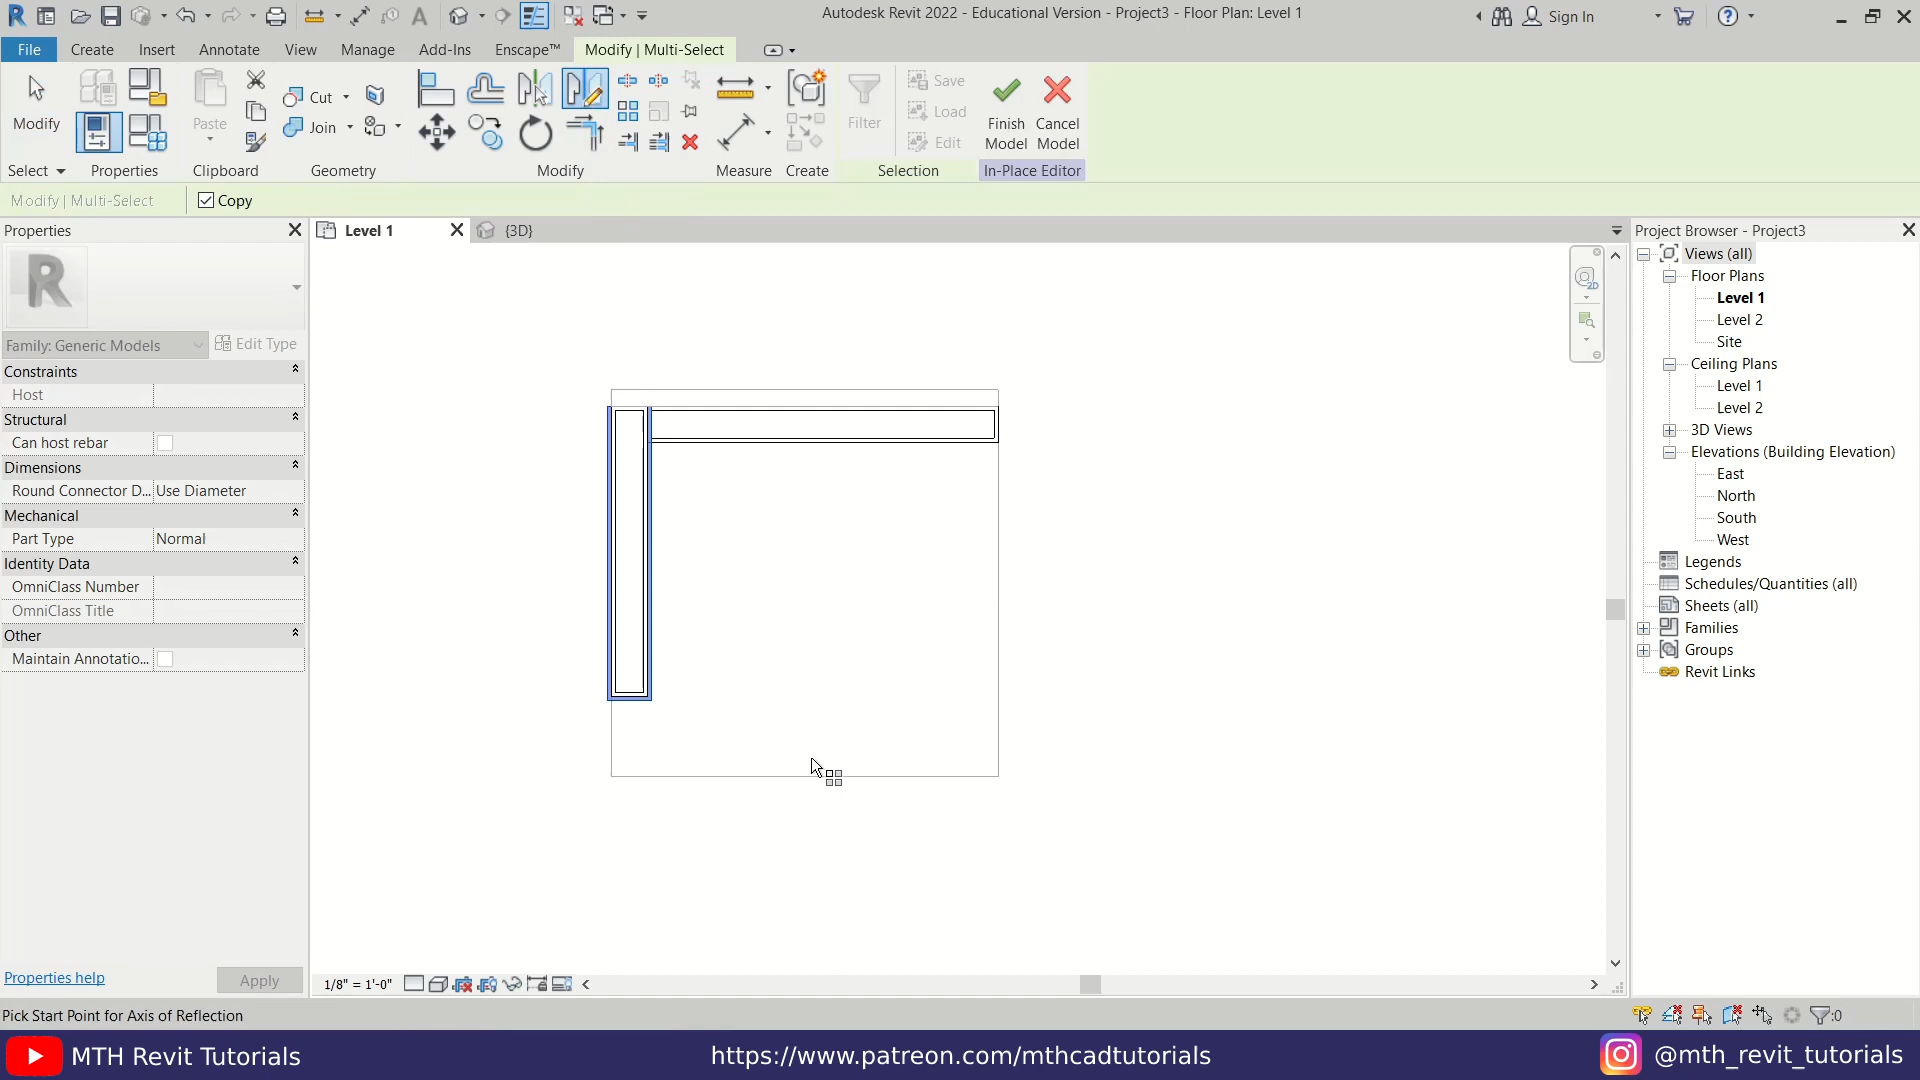 Autodesk Revit 2022 - Educational Version - Project3 - Floor Plan: Level 1
Sign In
File Create Insert Annotate View Manage Add-Ins Enscape™ Modify | Multi-Select
Modify
Paste
Cut
Join
Filter
Save
Load
Edit
Finish Model
Cancel Model
Select Properties Clipboard Geometry Modify Measure Create Selection In-Place Editor
Modify | Multi-Select
Copy
Properties
Family: Generic Models
Edit Type
Constraints
Host
Structural
Can host rebar
Dimensions
Round Connector D... Use Diameter
Mechanical
Part Type Normal
Identity Data
OmniClass Number
OmniClass Title
Other
Maintain Annotatio...
Properties help
Apply
Level 1
{3D}
2D
1/8" = 1'-0"
Project Browser - Project3
Views (all)
Floor Plans
Level 1
Level 2
Site
Ceiling Plans
Level 1
Level 2
3D Views
Elevations (Building Elevation)
East
North
South
West
Legends
Schedules/Quantities (all)
Sheets (all)
Families
Groups
Revit Links
Pick Start Point for Axis of Reflection
:0
MTH Revit Tutorials
https://www.patreon.com/mthcadtutorials
@mth_revit_tutorials